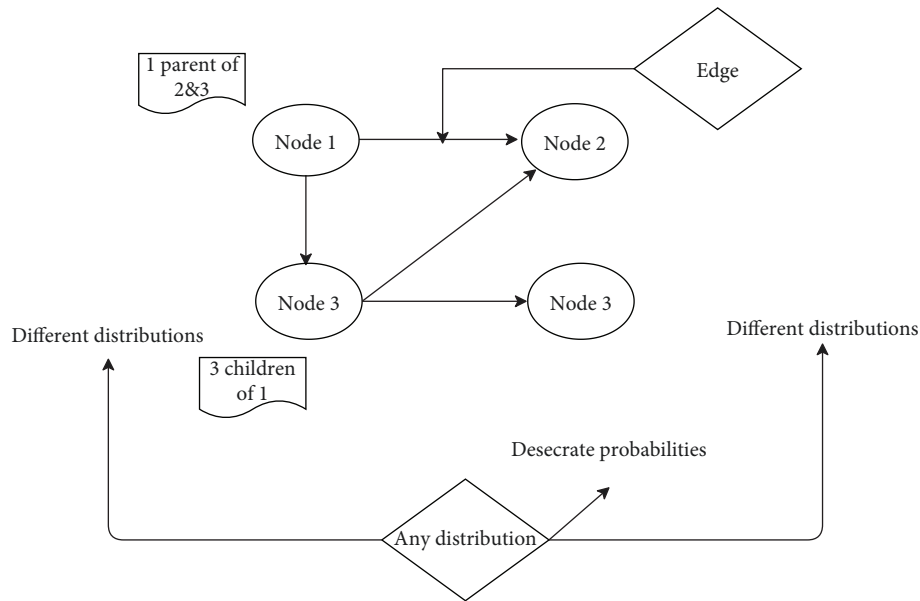 1 parent of
2&3
Edge
Node 1
Node 2
Node 3
Node 3
Different distributions
Different distributions
3 children
of 1
Desecrate probabilities
Any distribution